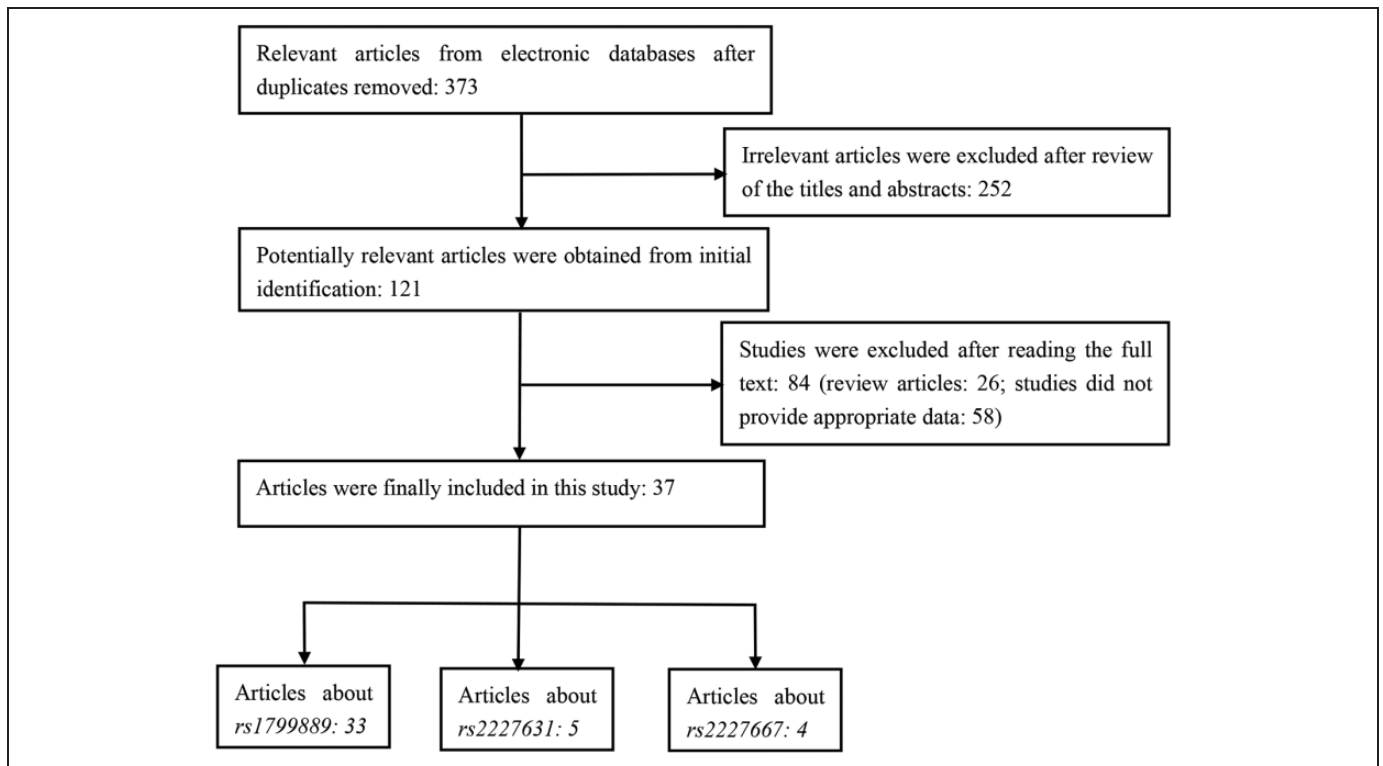 Relevant articles from electronic databases after
duplicates removed: 373
Irrelevant articles were excluded after review
of the titles and abstracts: 252
Potentially relevant articles were obtained from initial
identification: 121
Studies were excluded after reading the full
text: 84 (review articles: 26; studies did not
provide appropriate data: 58)
Articles were finally included in this study: 37
Articles about
rs1799889: 33
Articles about
rs2227631: 5
Articles about
rs2227667: 4